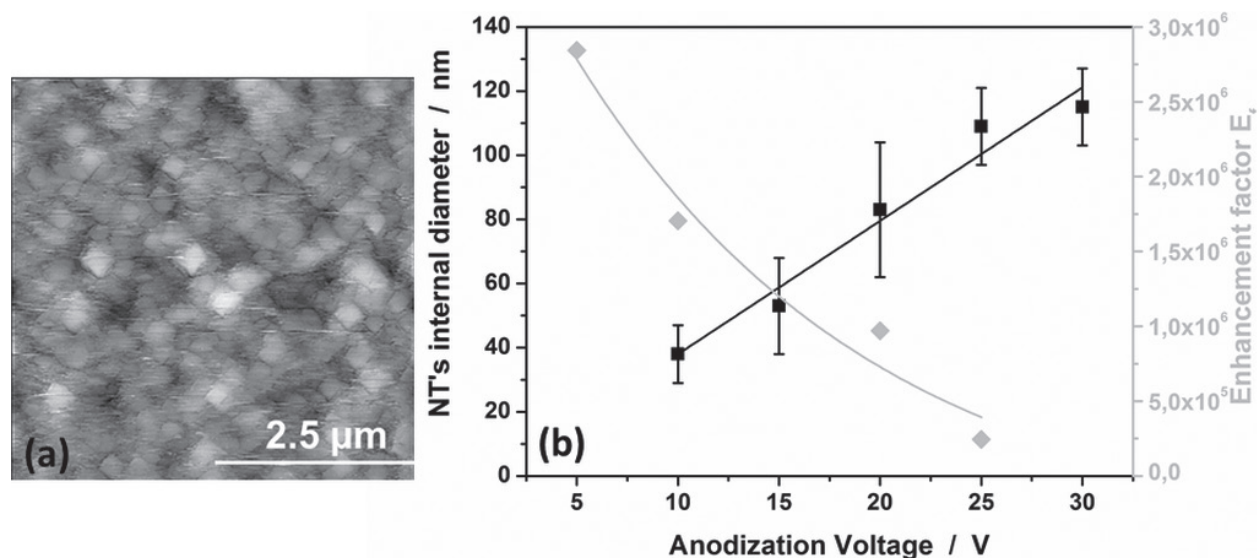 (a)
2.5 µm
(b)
NT's internal diameter / nm
140
120
100
80
60
40
20
0
5 10 15 20 25 30
Anodization Voltage / V
3,0x10⁶
2,5x10⁶
2,0x10⁶
1,5x10⁶
1,0x10⁶
5,0x10⁵
0,0
Enhancement factor E